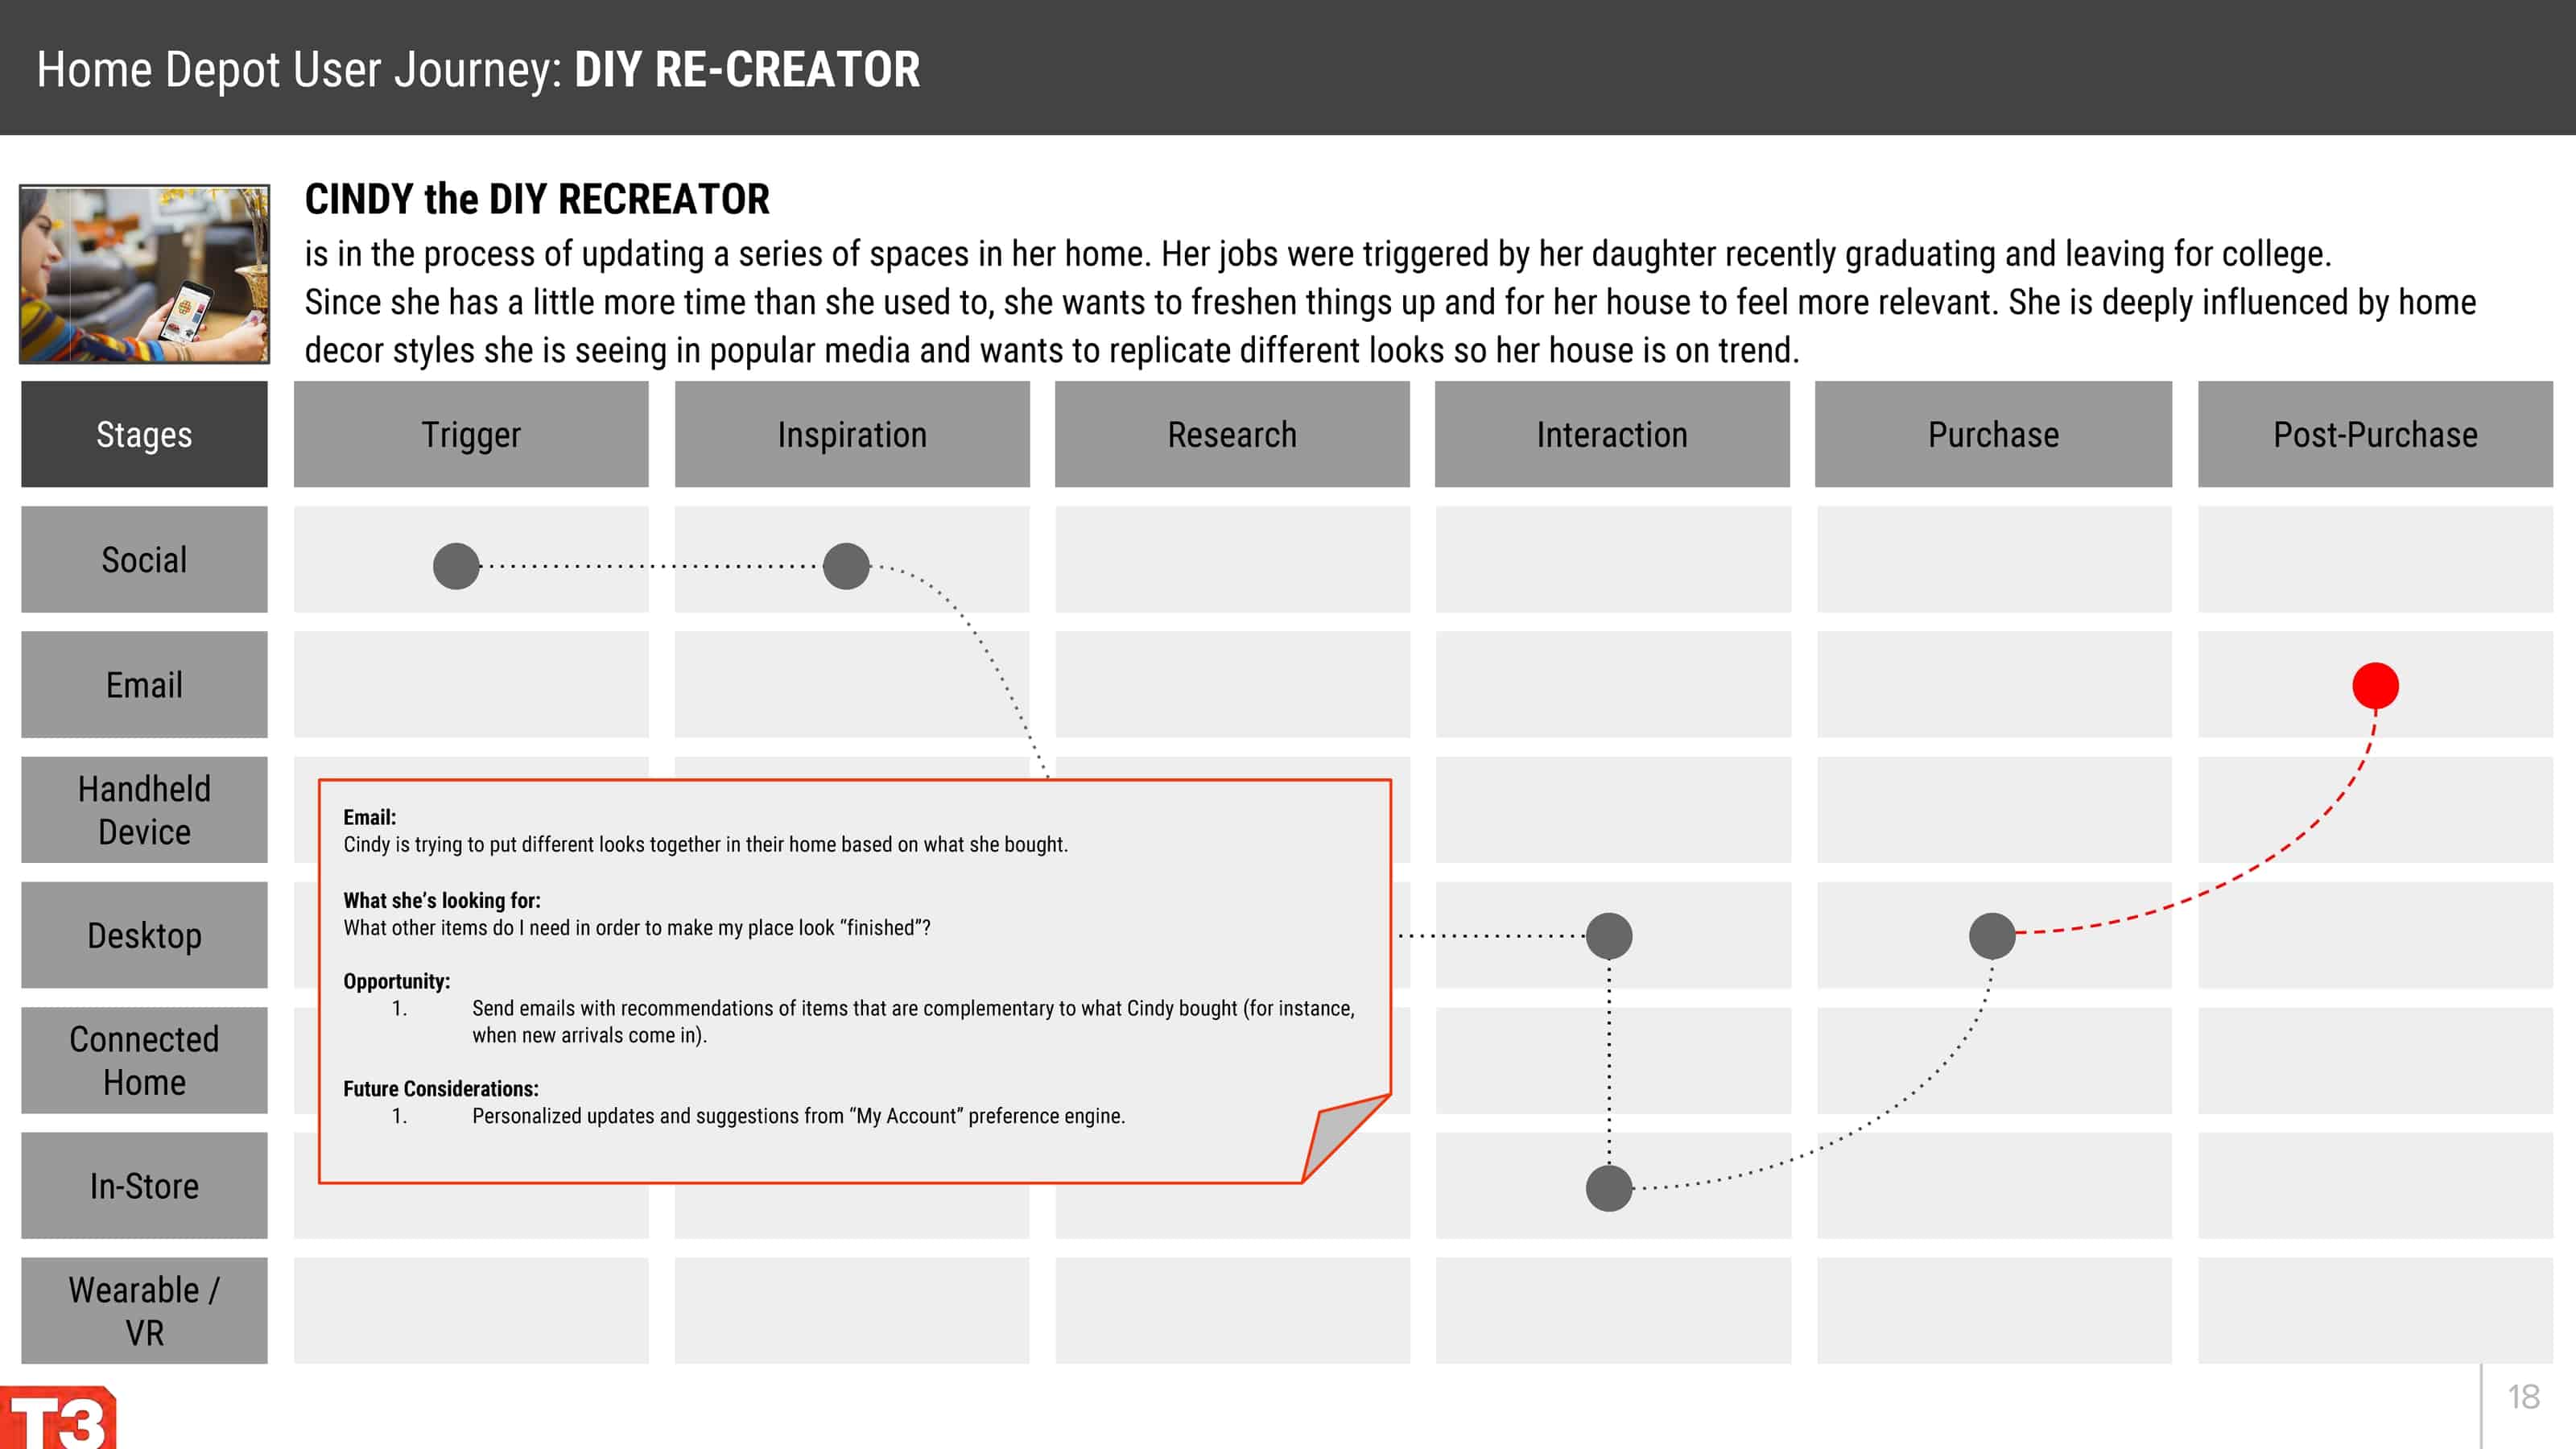 Home Depot User Journey: DIY RE-CREATOR
CINDY the DIY RECREATOR
is in the process of updating a series of spaces in her home. Her jobs were triggered by her daughter recently graduating and leaving for college.
Since she has a little more time than she used to, she wants to freshen things up and for her house to feel more relevant. She is deeply influenced by home
decor styles she is seeing in popular media and wants to replicate different looks so her house is on trend.
Stages
Trigger
Inspiration
Research
Interaction
Purchase
Post-Purchase
Social
Email
Handheld
Device
Desktop
Connected
Home
In-Store
Wearable /
VR
Email:
Cindy is trying to put different looks together in their home based on what she bought.
What she’s looking for:
What other items do I need in order to make my place look “finished”?
Opportunity:
1. Send emails with recommendations of items that are complementary to what Cindy bought (for instance,
when new arrivals come in).
Future Considerations:
1. Personalized updates and suggestions from “My Account” preference engine.
T3
18